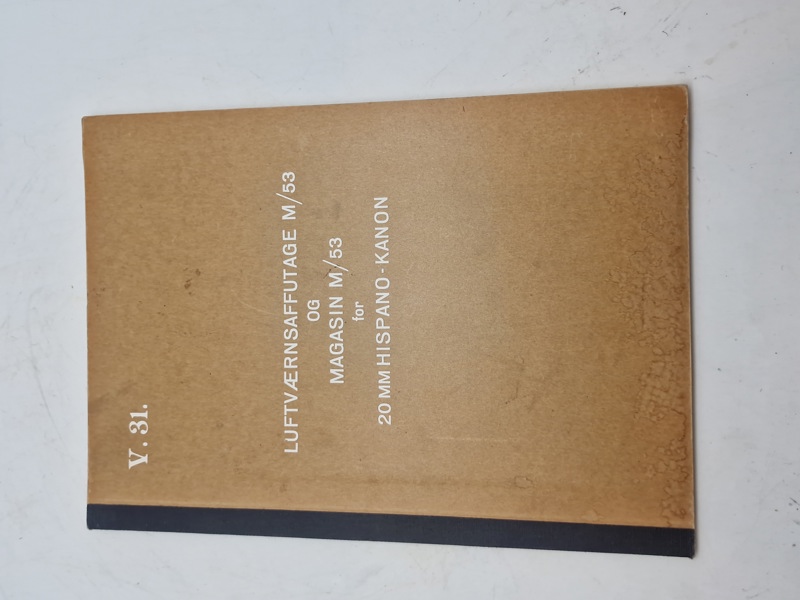 V. 31.
LUFTVÆRNSAFFUTAGE M/53
OG
MAGASIN M/53
for
20 MM HISPANO-KANON